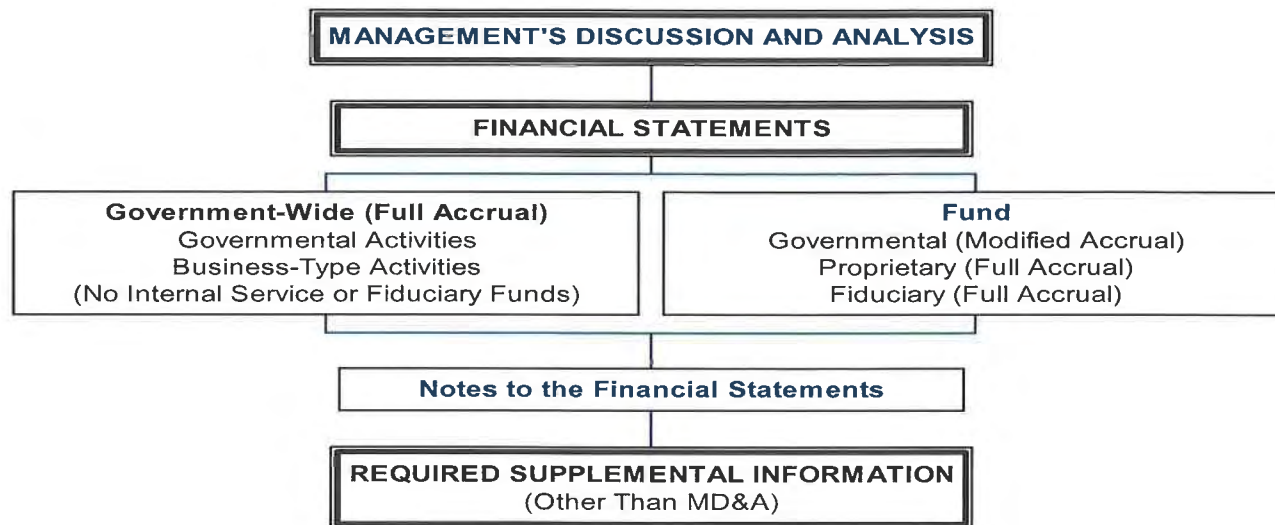 MANAGEMENT'S DISCUSSION AND ANALYSIS
FINANCIAL STATEMENTS
Government-Wide (Full Accrual)
Governmental Activities
Business-Type Activities
(No Internal Service or Fiduciary Funds)
Fund
Governmental (Modified Accrual)
Proprietary (Full Accrual)
Fiduciary (Full Accrual)
Notes to the Financial Statements
REQUIRED SUPPLEMENTAL INFORMATION
(Other Than MD&A)